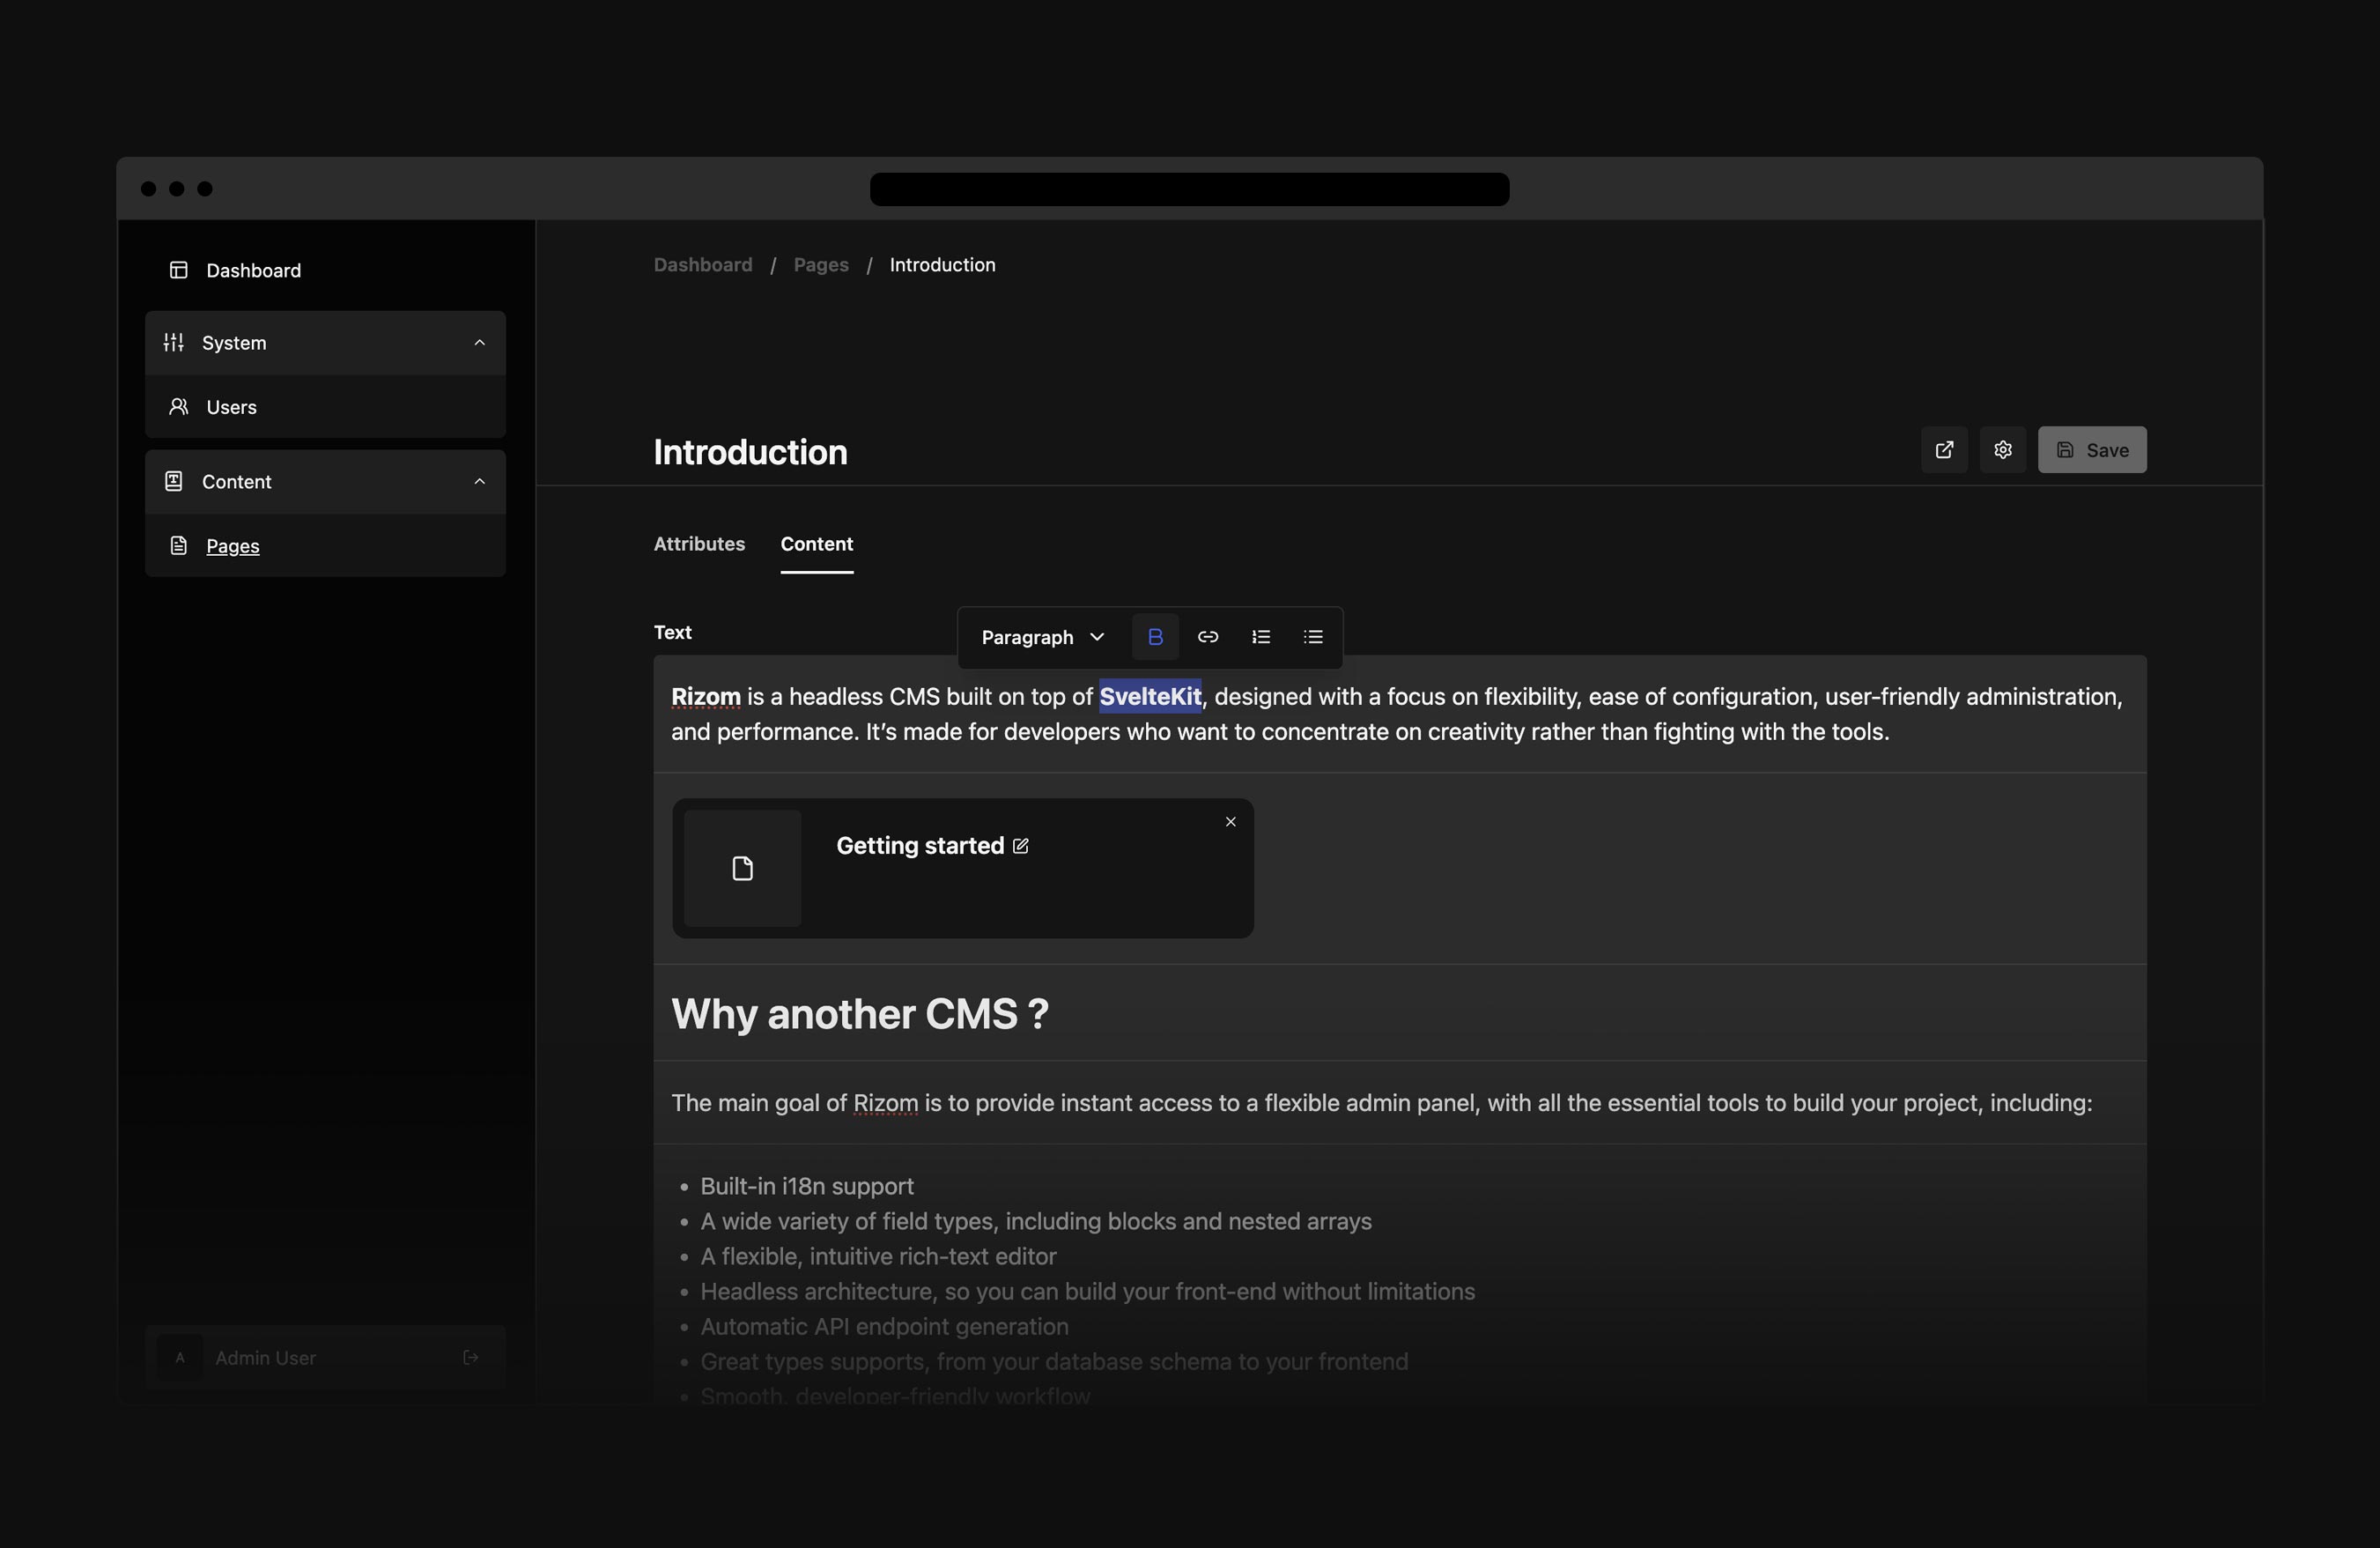 Dashboard
System
Users
Content
Pages
A Admin User
Dashboard / Pages / Introduction
Introduction
Save
Attributes Content
Text
Paragraph B
Rizom is a headless CMS built on top of SvelteKit, designed with a focus on flexibility, ease of configuration, user-friendly administration,
and performance. It’s made for developers who want to concentrate on creativity rather than fighting with the tools.
Getting started
Why another CMS ?
The main goal of Rizom is to provide instant access to a flexible admin panel, with all the essential tools to build your project, including:
• Built-in i18n support
• A wide variety of field types, including blocks and nested arrays
• A flexible, intuitive rich-text editor
• Headless architecture, so you can build your front-end without limitations
• Automatic API endpoint generation
• Great types supports, from your database schema to your frontend
• Smooth, developer-friendly workflow